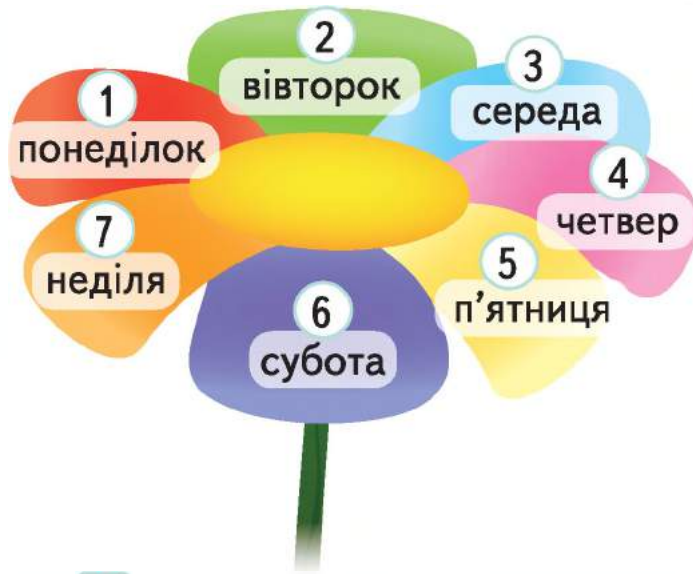 1
понеділок
2
вівторок
3
середа
4
четвер
5
п’ятниця
6
субота
7
неділя